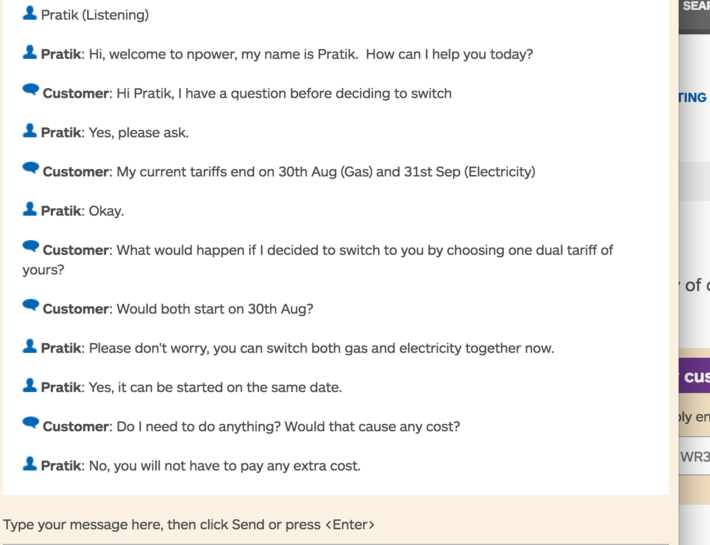 Pratik (Listening)
Pratik: Hi, welcome to npower, my name is Pratik.  How can I help you today?
Customer: Hi Pratik, I have a question before deciding to switch
Pratik: Yes, please ask.
Customer: My current tariffs end on 30th Aug (Gas) and 31st Sep (Electricity)
Pratik: Okay.
Customer: What would happen if I decided to switch to you by choosing one dual tariff of
yours?
Customer: Would both start on 30th Aug?
Pratik: Please don't worry, you can switch both gas and electricity together now.
Pratik: Yes, it can be started on the same date.
Customer: Do I need to do anything? Would that cause any cost?
Pratik: No, you will not have to pay any extra cost.
Type your message here, then click Send or press <Enter>
of
WR3